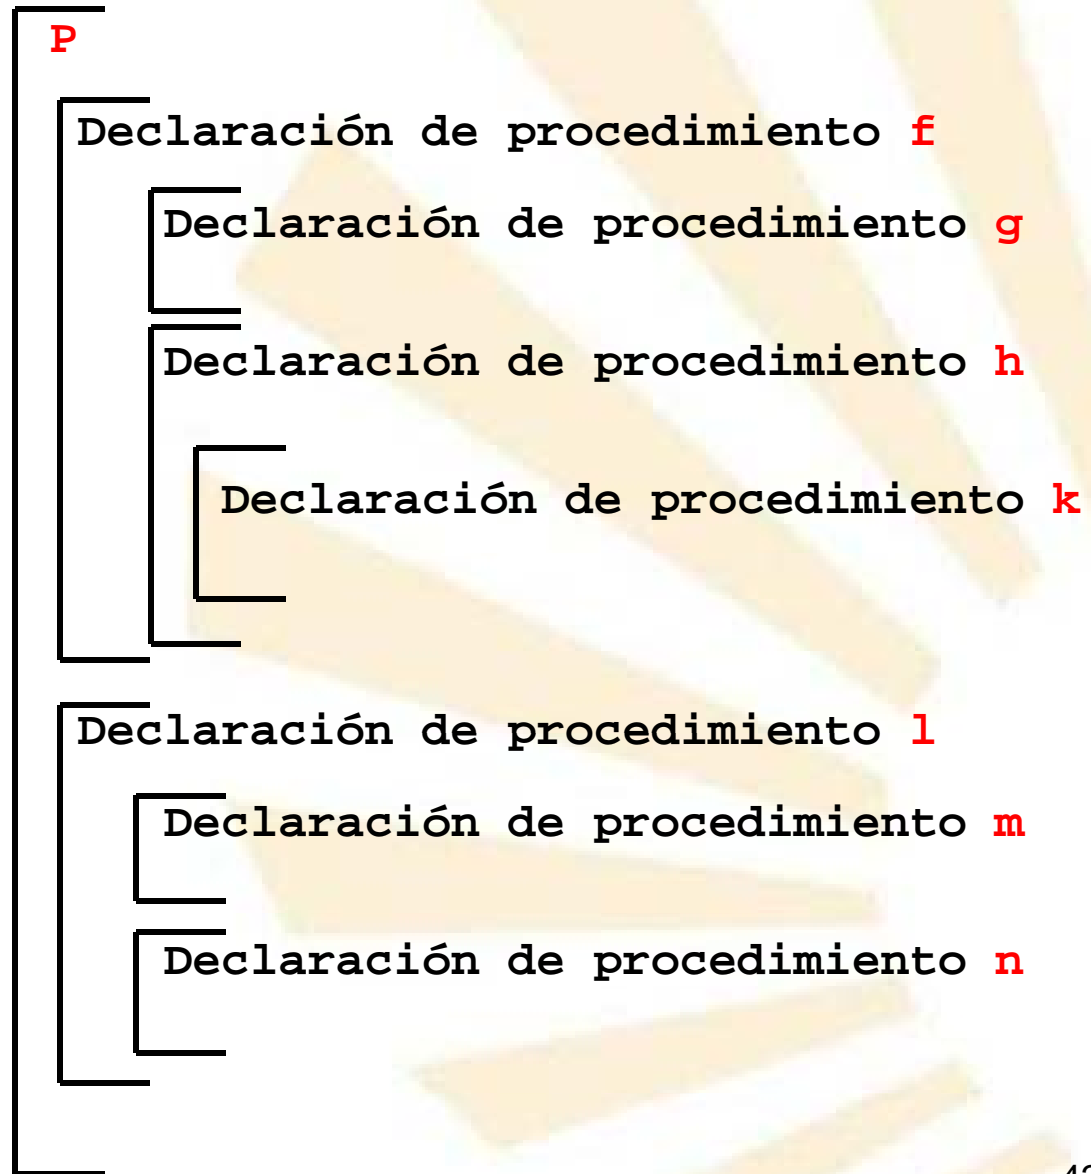 P
Declaración de procedimiento f
Declaración de procedimiento g
Declaración de procedimiento h
Declaración de procedimiento k
Declaración de procedimiento l
Declaración de procedimiento m
Declaración de procedimiento n